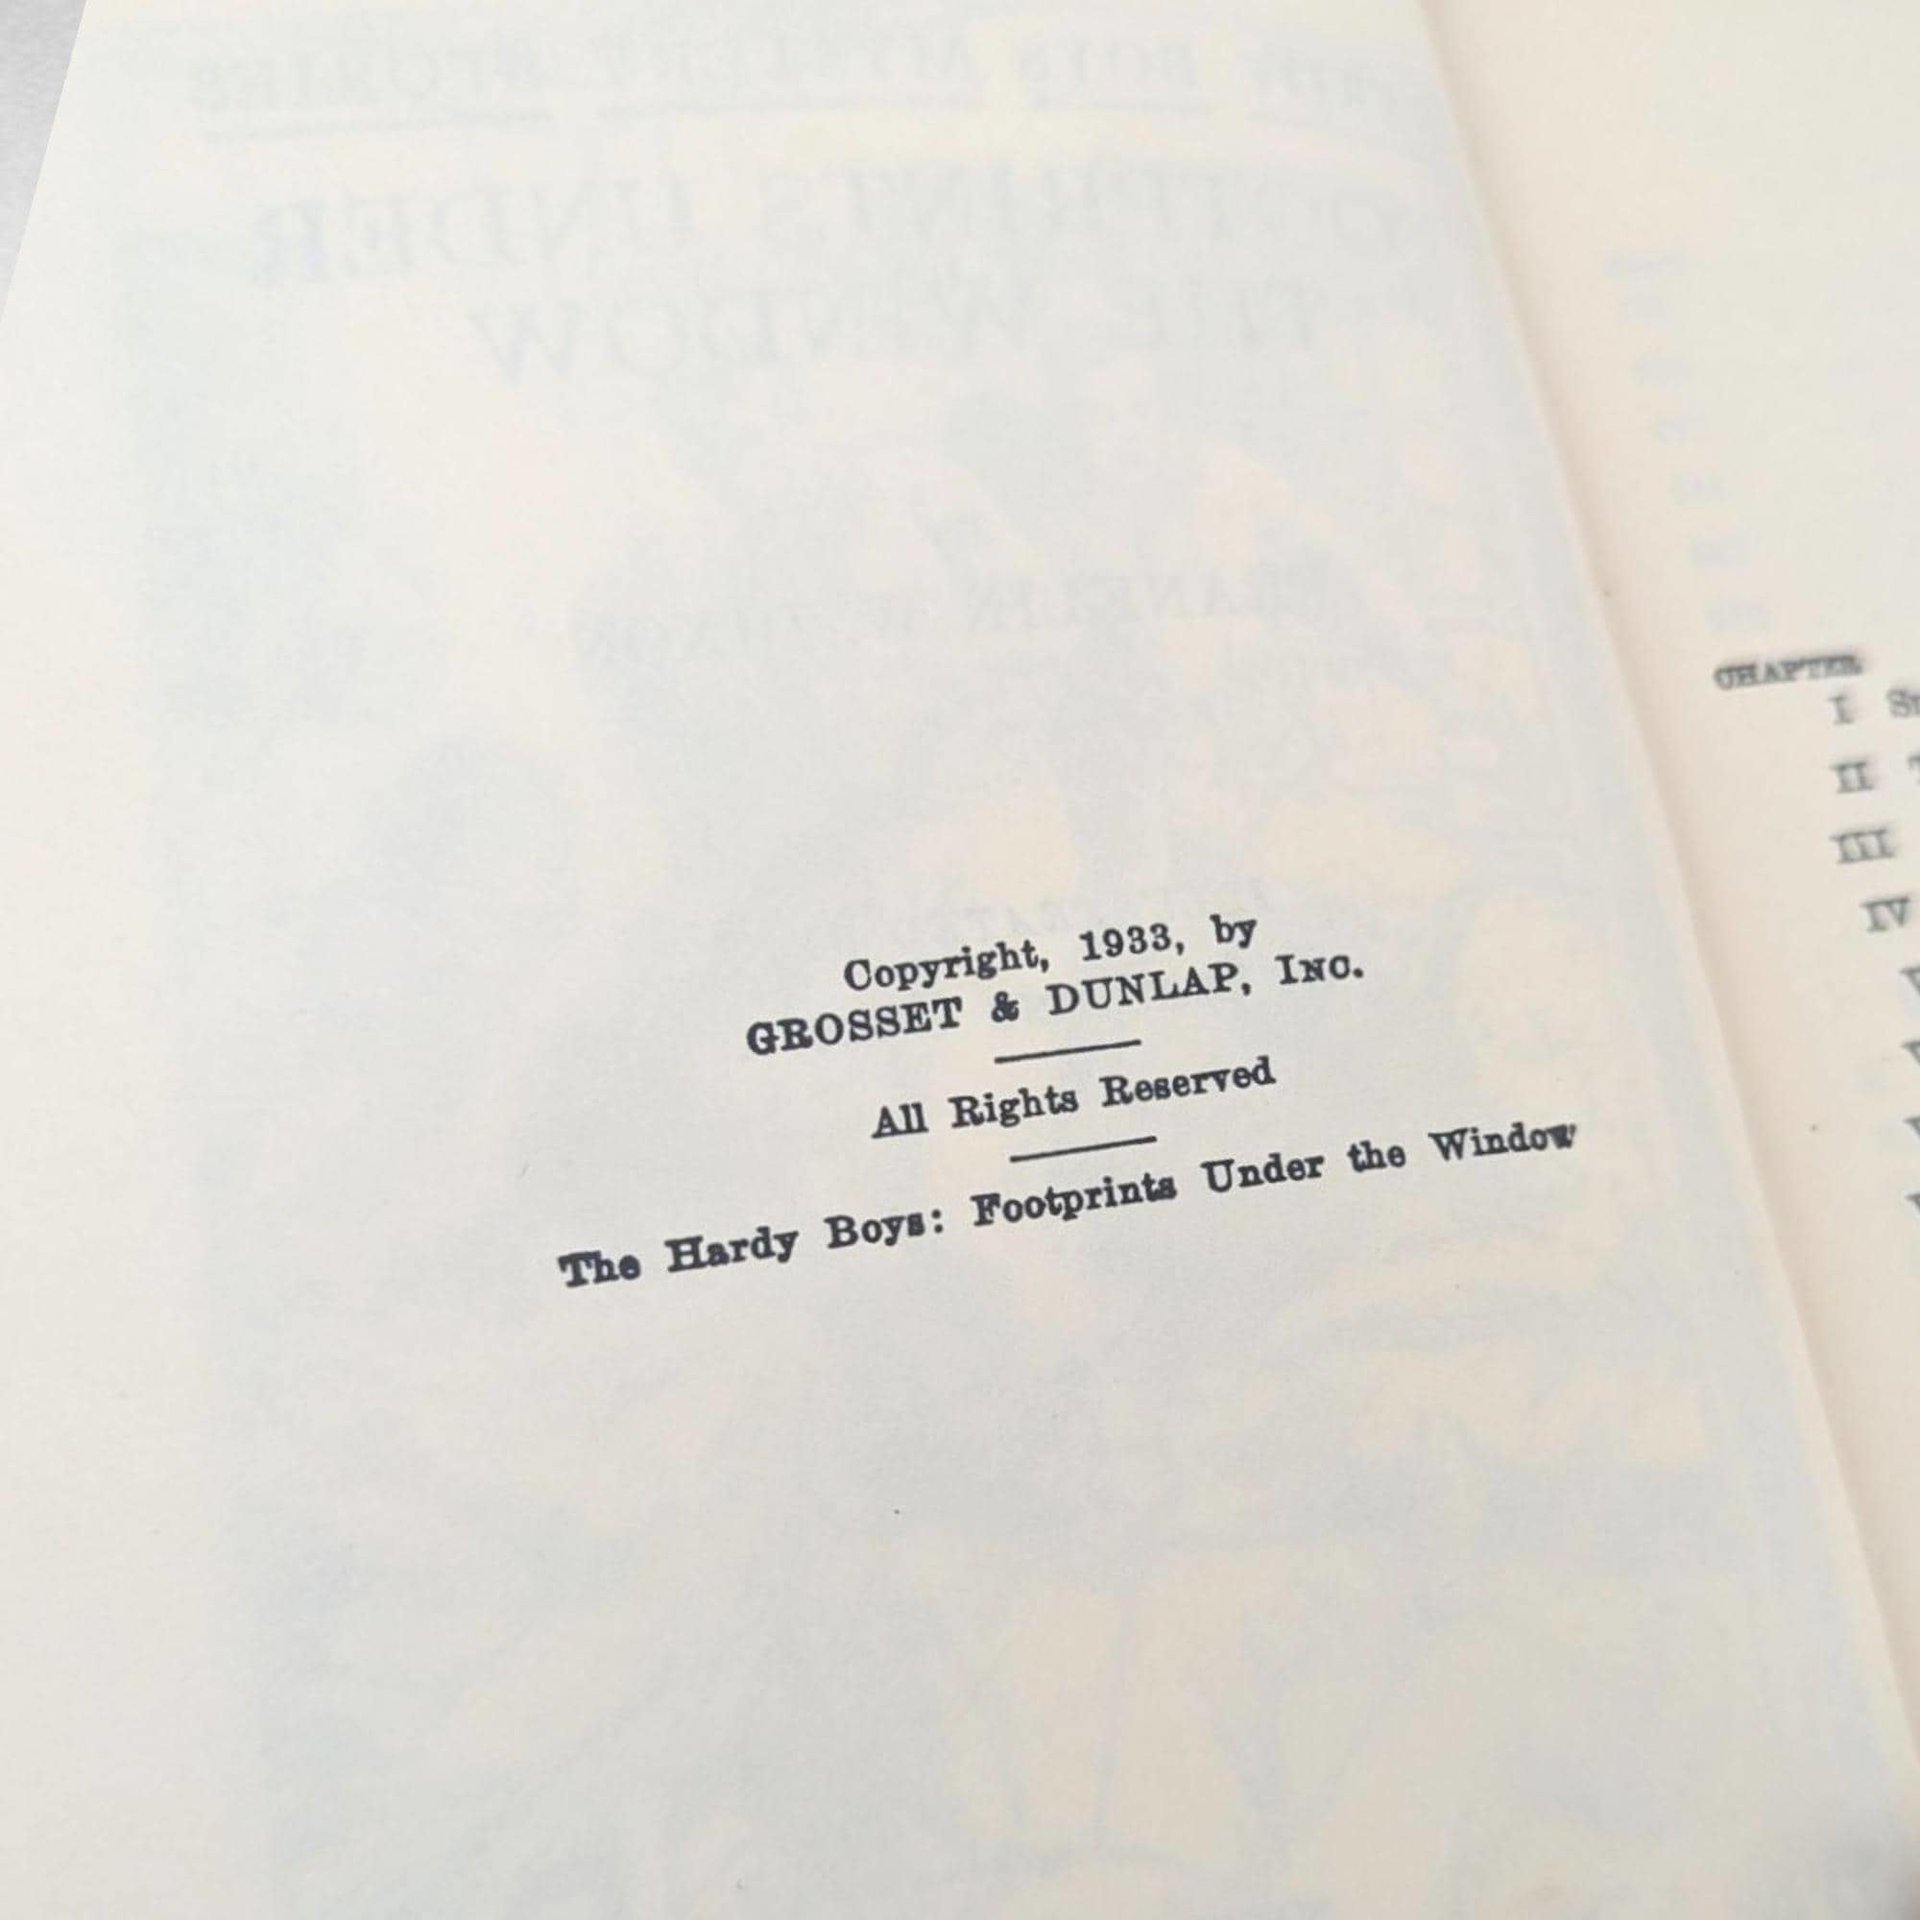 Copyright, 1933, by
GROSSET & DUNLAP, INC.
All Rights Reserved
The Hardy Boys: Footprints Under the Window
CHAPTER
I
II
III
IV